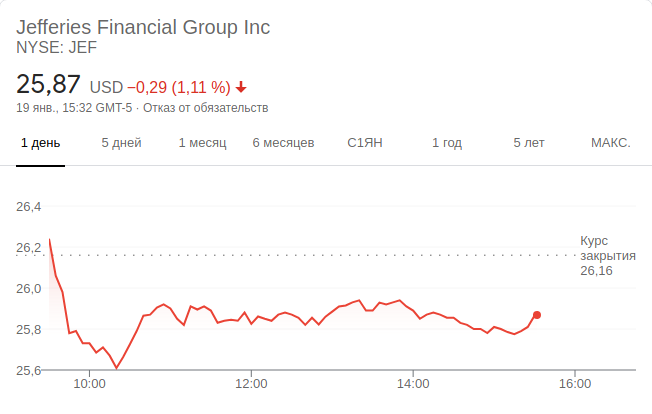 Jefferies Financial Group Inc
NYSE: JEF
25,87 USD −0,29 (1,11 %)
19 янв., 15:32 GMT-5 · Отказ от обязательств
1 день 5 дней 1 месяц 6 месяцев С1ЯН 1 год 5 лет МАКС.
26,4
26,2
26,0
25,8
25,6
Курс
закрытия
26,16
10:00 12:00 14:00 16:00